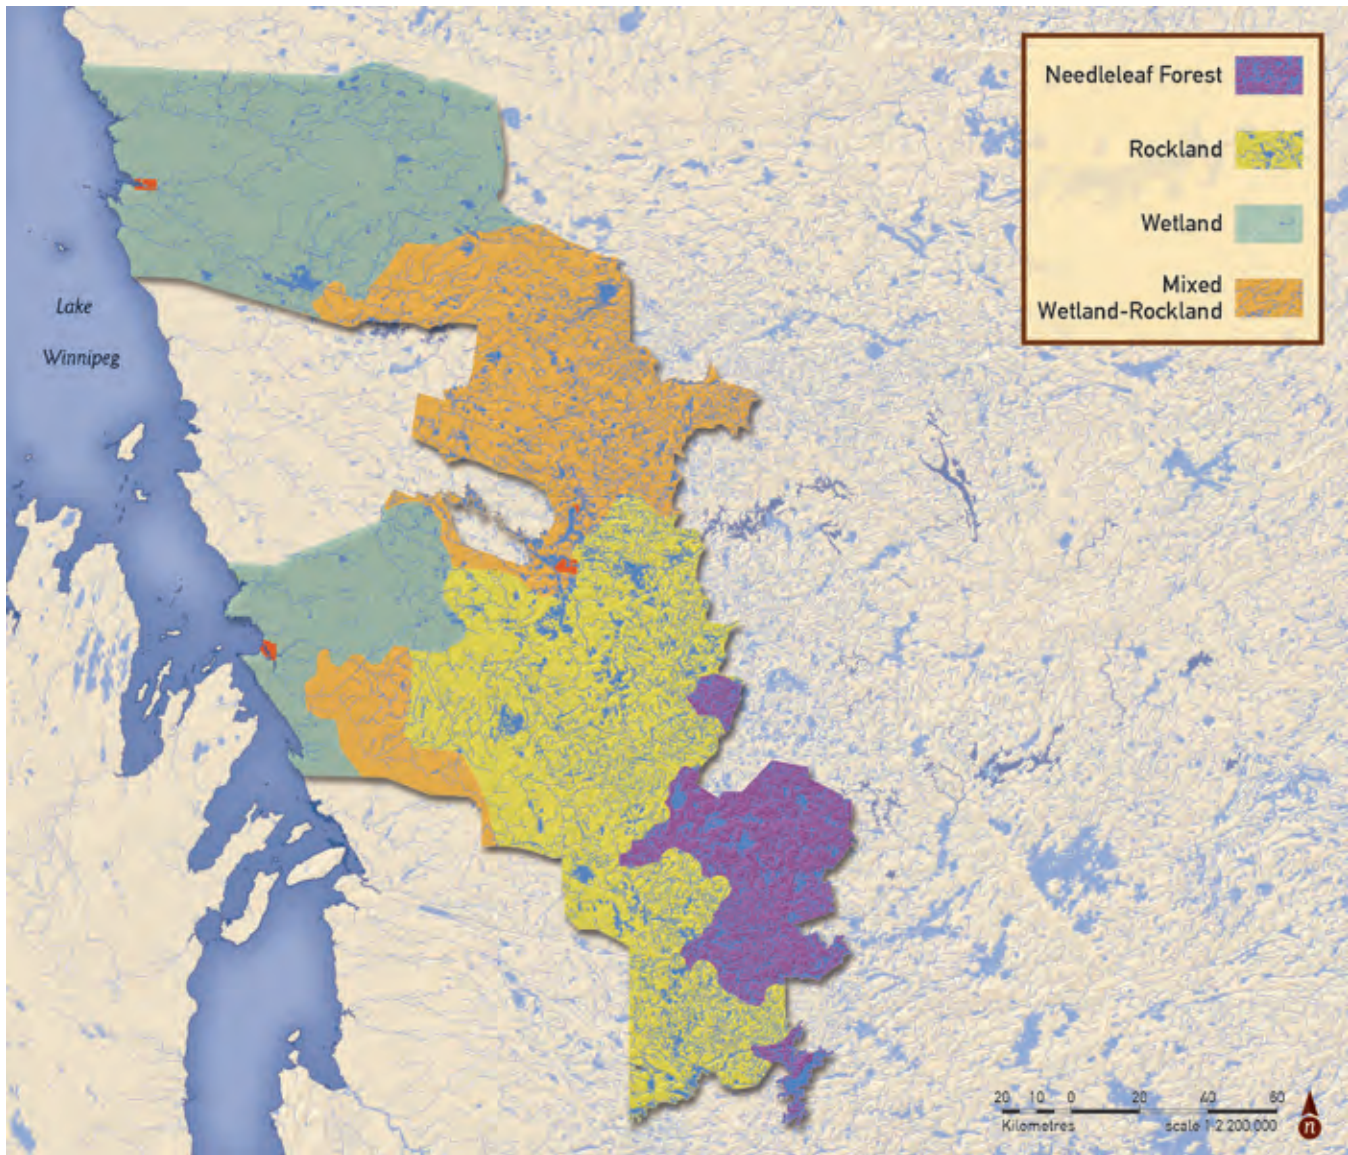 Needleleaf Forest
Rockland
Wetland
Mixed
Wetland-Rockland
Lake
Winnipeg
20 10 0 20 40 60
Kilometres scale 1:2 200 000
n